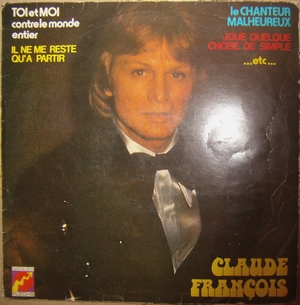 TOI et MOI
contre le monde
entier
IL NE ME RESTE
QU'A PARTIR
le CHANTEUR
MALHEUREUX
JOUE QUELQUE
CHOSE DE SIMPLE
...etc...
CLAUDE
FRANÇOIS